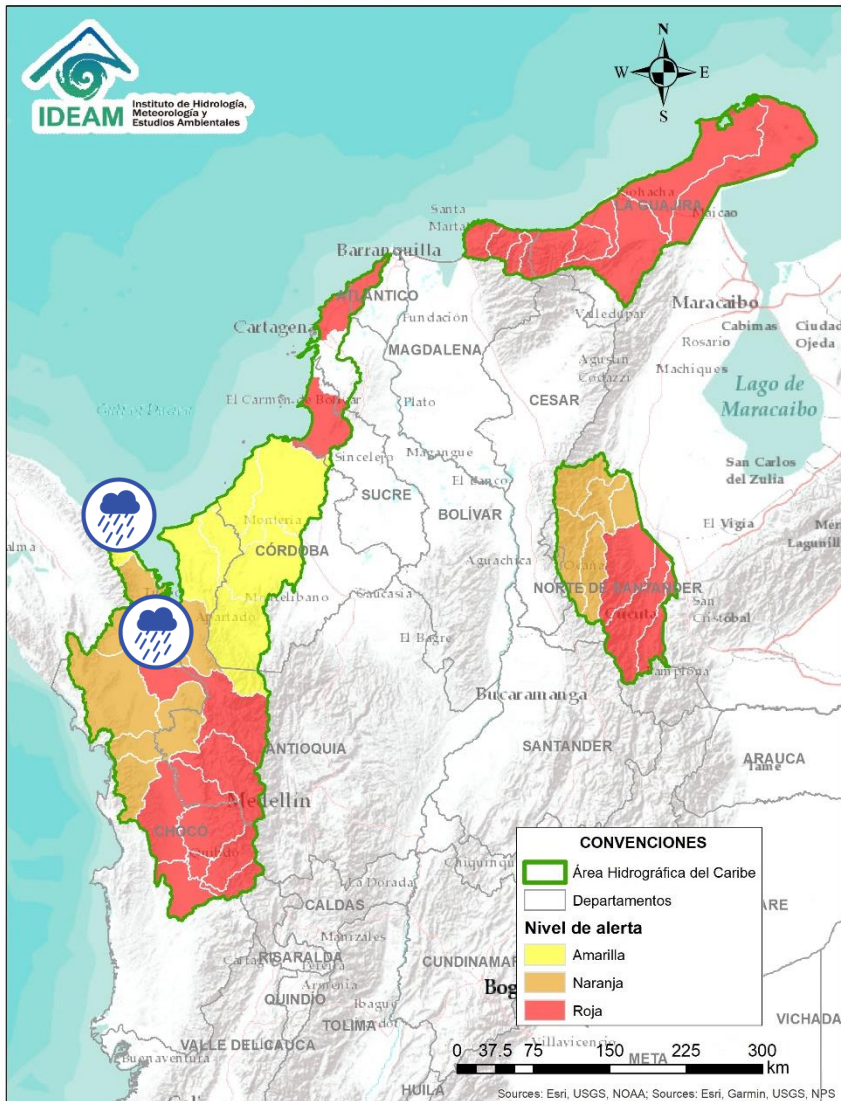 IDEAM
Instituto de Hidrología,
Meteorología y
Estudios Ambientales
N
W
E
S
Santa
Marta
Riohacha
LA GUAJIRA
Maicao
Barranquilla
ATLÁNTICO
Cartagena
Fundación
Valledupar
Maracaibo
Cabimas
Ciudad
Ojeda
Rosario
Machiques
MAGDALENA
Agustín
Codazzi
CESAR
Lago de
Maracaibo
El Carmen de Bolívar
Plato
Sincelejo
Magangue
San Carlos
del Zulia
SUCRE
El Banco
BOLÍVAR
El Vigía
Montería
CÓRDOBA
Aguachica
Ocaña
NORTE DE SANTANDER
Cúcuta
San
Cristóbal
Montelibano
Caucasia
Apartado
El Bagre
Pamplona
Bucaramanga
SANTANDER
ANTIOQUIA
ARAUCA
Tame
Medellín
CHOCÓ
Quibdó
La Dorada
CALDAS
Manizales
RISARALDA
Pereira
Armenia
QUINDÍO
Ibague
TOLIMA
VALLE DEL CAUCA
Buenaventura
HUILA
Villavicencio
META
VICHADA
CONVENCIONES
Área Hidrográfica del Caribe
Departamentos
Nivel de alerta
Amarilla
Naranja
Roja
0 37.5 75 150 225 300
km
Sources: Esri, USGS, NOAA; Sources: Esri, Garmin, USGS, NPS